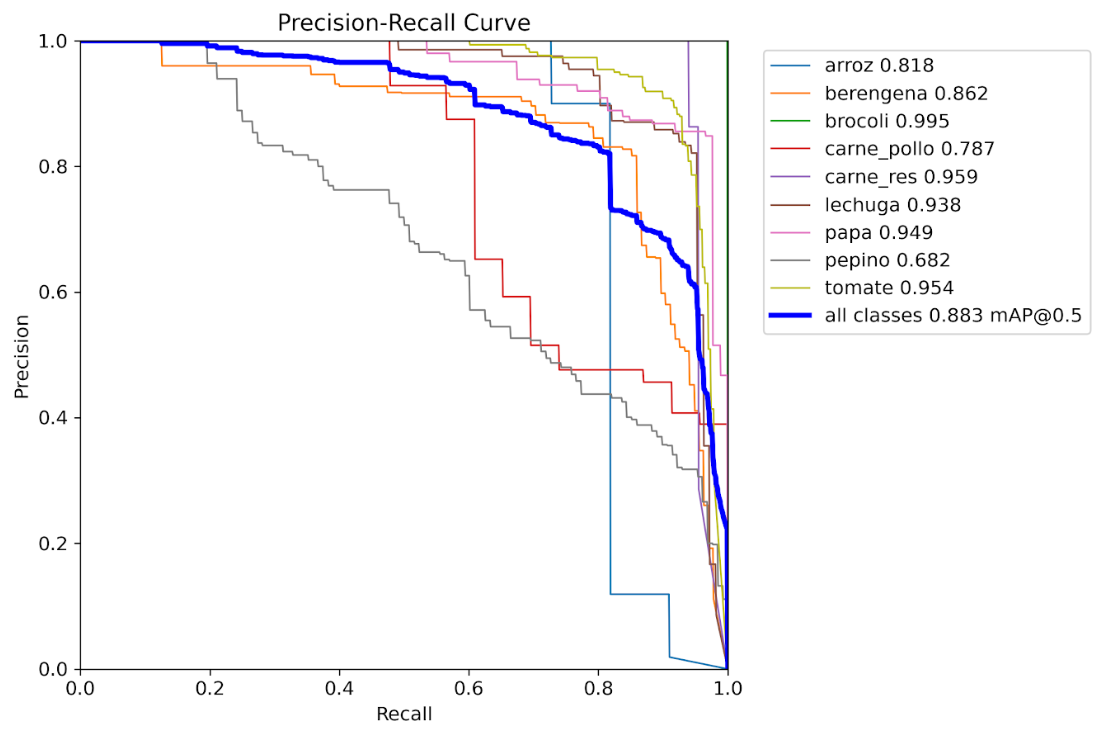 Precision-Recall Curve
1.0
0.8
0.6
0.4
0.2
0.0
Precision
0.0 0.2 0.4 0.6 0.8 1.0
Recall
arroz 0.818
berengena 0.862
brocoli 0.995
carne_pollo 0.787
carne_res 0.959
lechuga 0.938
papa 0.949
pepino 0.682
tomate 0.954
all classes 0.883 mAP@0.5